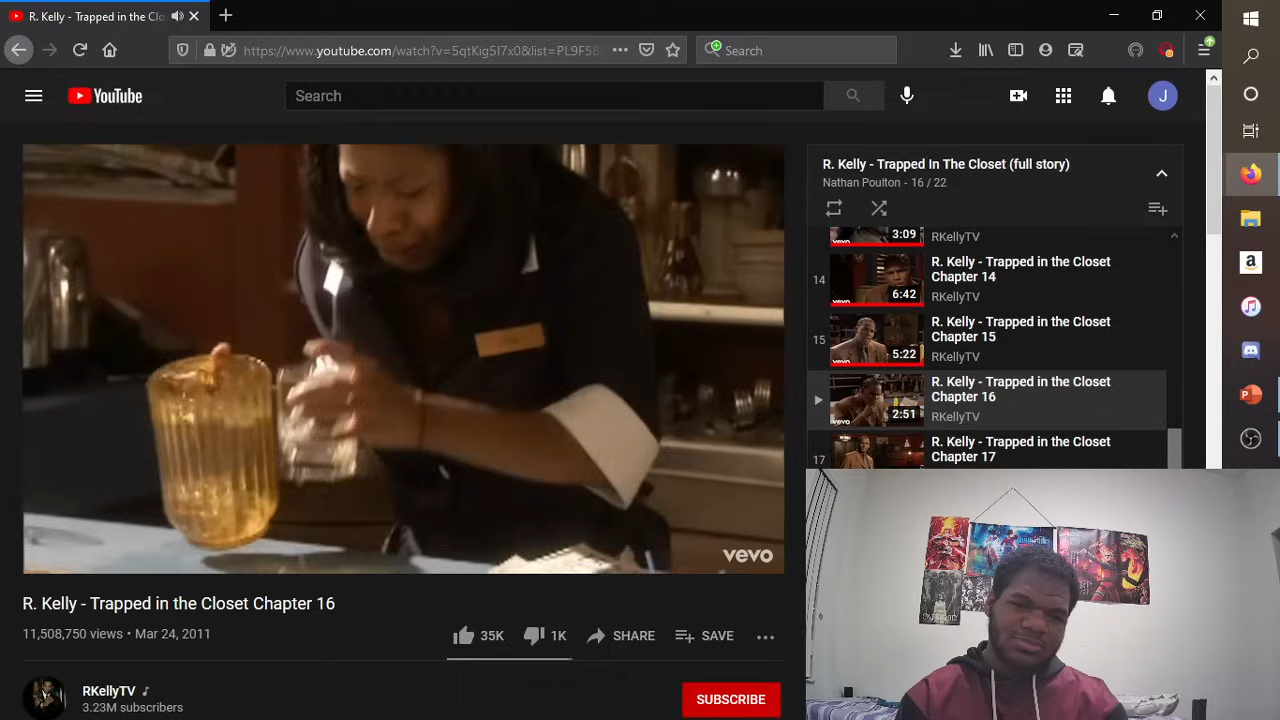 R. Kelly - Trapped in the Clo
https://www.youtube.com/watch?v=5qtKig5I7z0&list=PL9F5B
Search
YouTube
Search
J
R. Kelly - Trapped In The Closet (full story)
Nathan Poulton - 16 / 22
3:09
RKellyTV
14
6:42
R. Kelly - Trapped in the Closet
Chapter 14
RKellyTV
15
5:22
R. Kelly - Trapped in the Closet
Chapter 15
RKellyTV
2:51
R. Kelly - Trapped in the Closet
Chapter 16
RKellyTV
17
R. Kelly - Trapped in the Closet
Chapter 17
vevo
R. Kelly - Trapped in the Closet Chapter 16
11,508,750 views • Mar 24, 2011
35K
1K
SHARE
SAVE
RKellyTV
3.23M subscribers
SUBSCRIBE